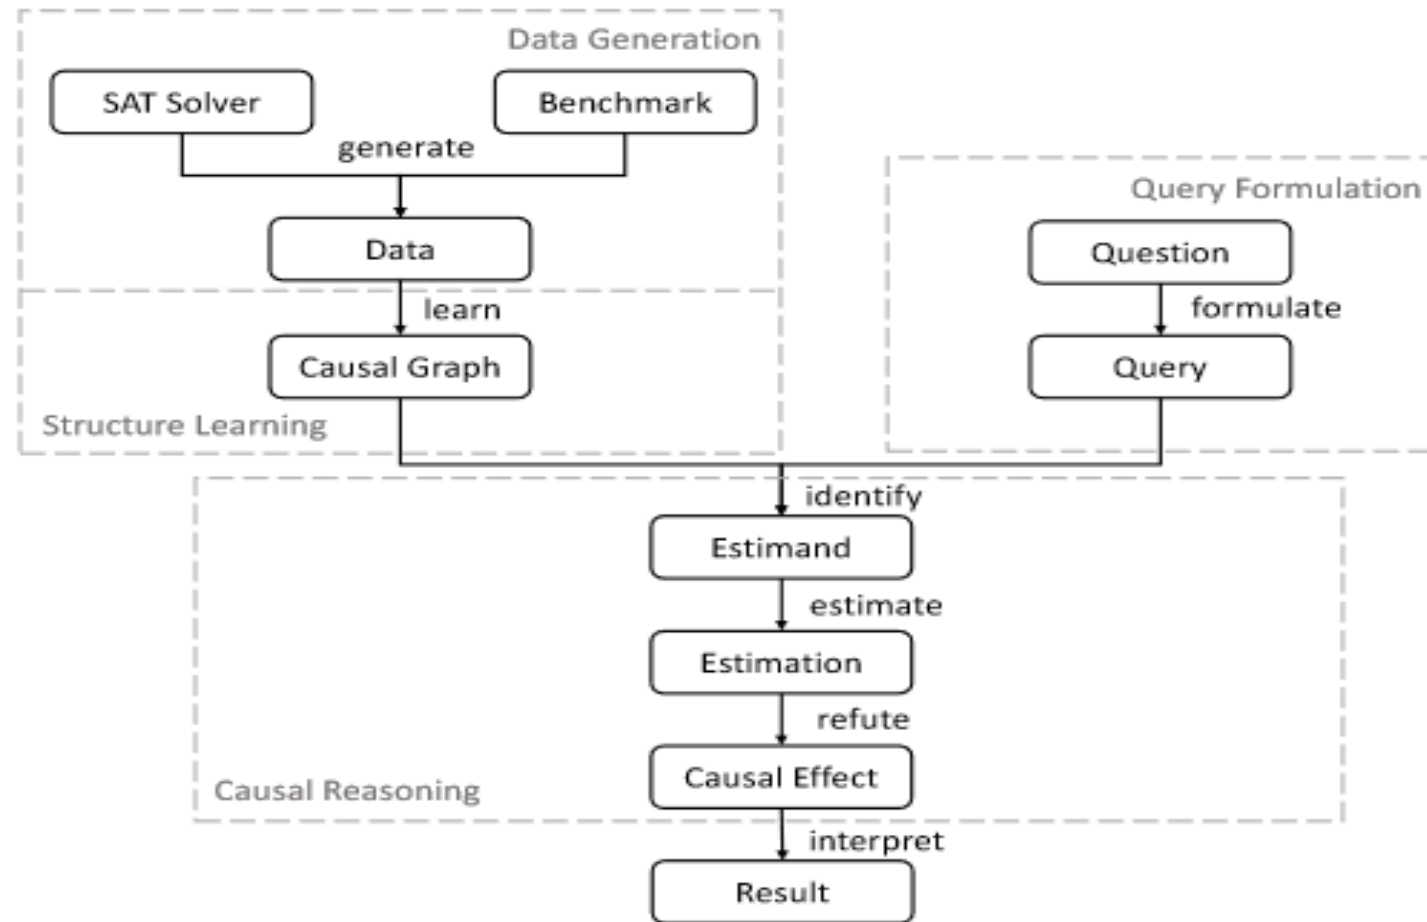 Data Generation
SAT Solver
Benchmark
generate
Data
learn
Causal Graph
Structure Learning
Query Formulation
Question
formulate
Query
identify
Estimand
estimate
Estimation
refute
Causal Effect
Causal Reasoning
interpret
Result